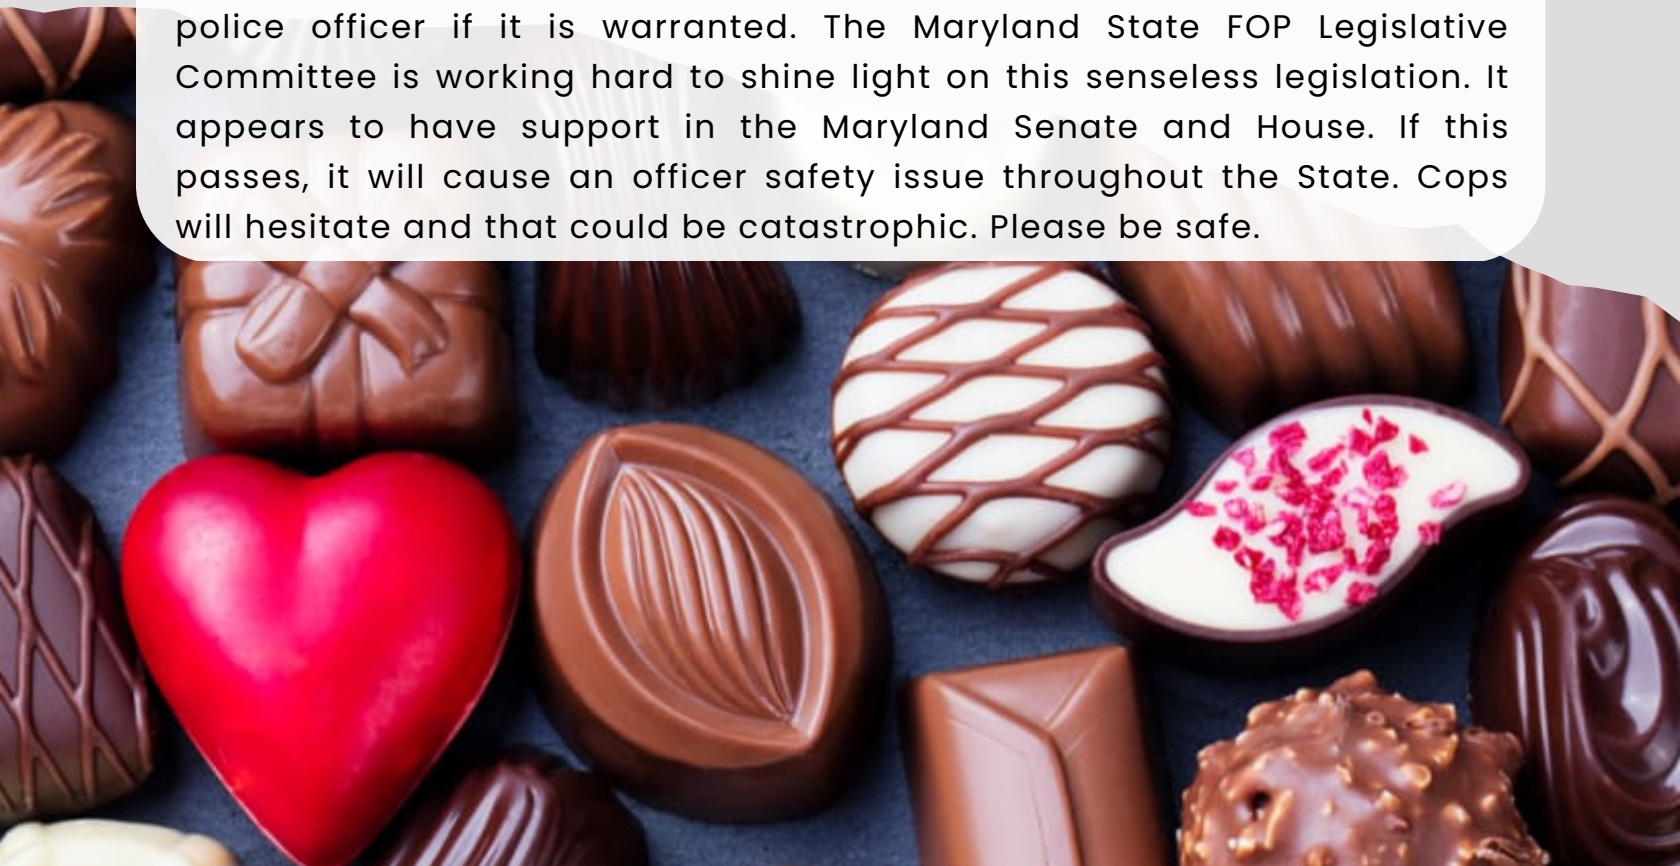 police officer if it is warranted. The Maryland State FOP Legislative
Committee is working hard to shine light on this senseless legislation. It
appears to have support in the Maryland Senate and House. If this
passes, it will cause an officer safety issue throughout the State. Cops
will hesitate and that could be catastrophic. Please be safe.